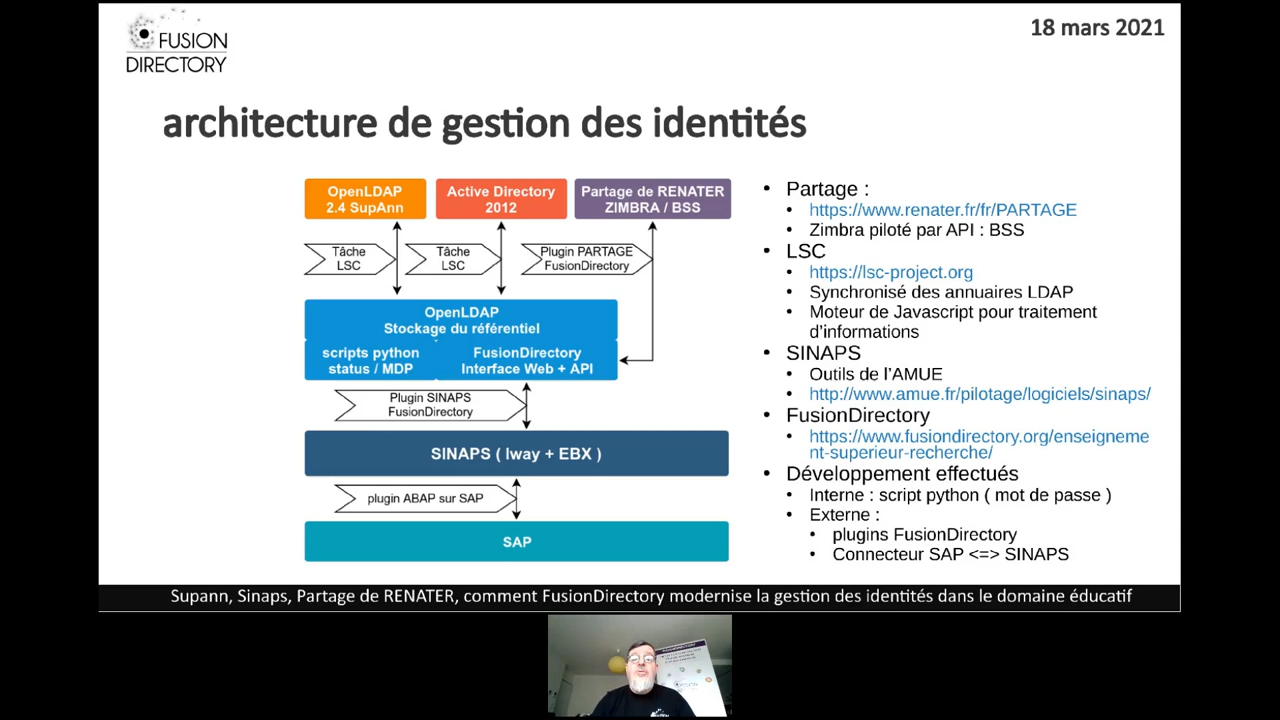 FUSION
DIRECTORY
18 mars 2021
architecture de gestion des identités
OpenLDAP
2.4 SupAnn
Active Directory
2012
Partage de RENATER
ZIMBRA / BSS
Tâche
LSC
Tâche
LSC
Plugin PARTAGE
FusionDirectory
OpenLDAP
Stockage du référentiel
scripts python
status / MDP
FusionDirectory
Interface Web + API
Plugin SINAPS
FusionDirectory
SINAPS ( Iway + EBX )
plugin ABAP sur SAP
SAP
• Partage :
• https://www.renater.fr/fr/PARTAGE
• Zimbra piloté par API : BSS
• LSC
• https://lsc-project.org
• Synchronisé des annuaires LDAP
• Moteur de Javascript pour traitement
d'informations
• SINAPS
• Outils de l'AMUE
• http://www.amue.fr/pilotage/logiciels/sinaps/
• FusionDirectory
• https://www.fusiondirectory.org/enseigneme
nt-superieur-recherche/
• Développement effectués
• Interne : script python ( mot de passe )
• Externe :
• plugins FusionDirectory
• Connecteur SAP <=> SINAPS
Supann, Sinaps, Partage de RENATER, comment FusionDirectory modernise la gestion des identités dans le domaine éducatif